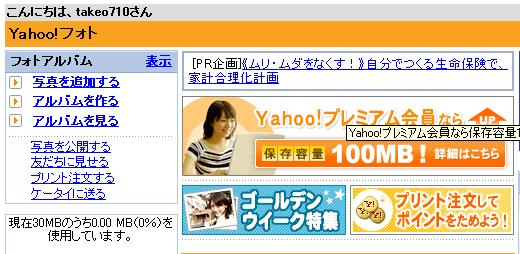 こんにちは、takeo710さん
Yahoo!フォト
フォトアルバム 表示
写真を追加する
アルバムを作る
アルバムを見る
写真を公開する
友だちに見せる
プリント注文する
ケータイに送る
現在30MBのうち0.00 MB(0%)を
使用しています。
[PR企画]《ムリ・ムダをなくす!》自分でつくる生命保険で、
家計合理化計画
Yahoo!プレミアム会員なら UP
Yahoo!プレミアム会員なら保存容量1
保存容量 100MB! 詳細はこちら
ゴールデン
ウイーク特集
プリント注文して
ポイントをためよう!